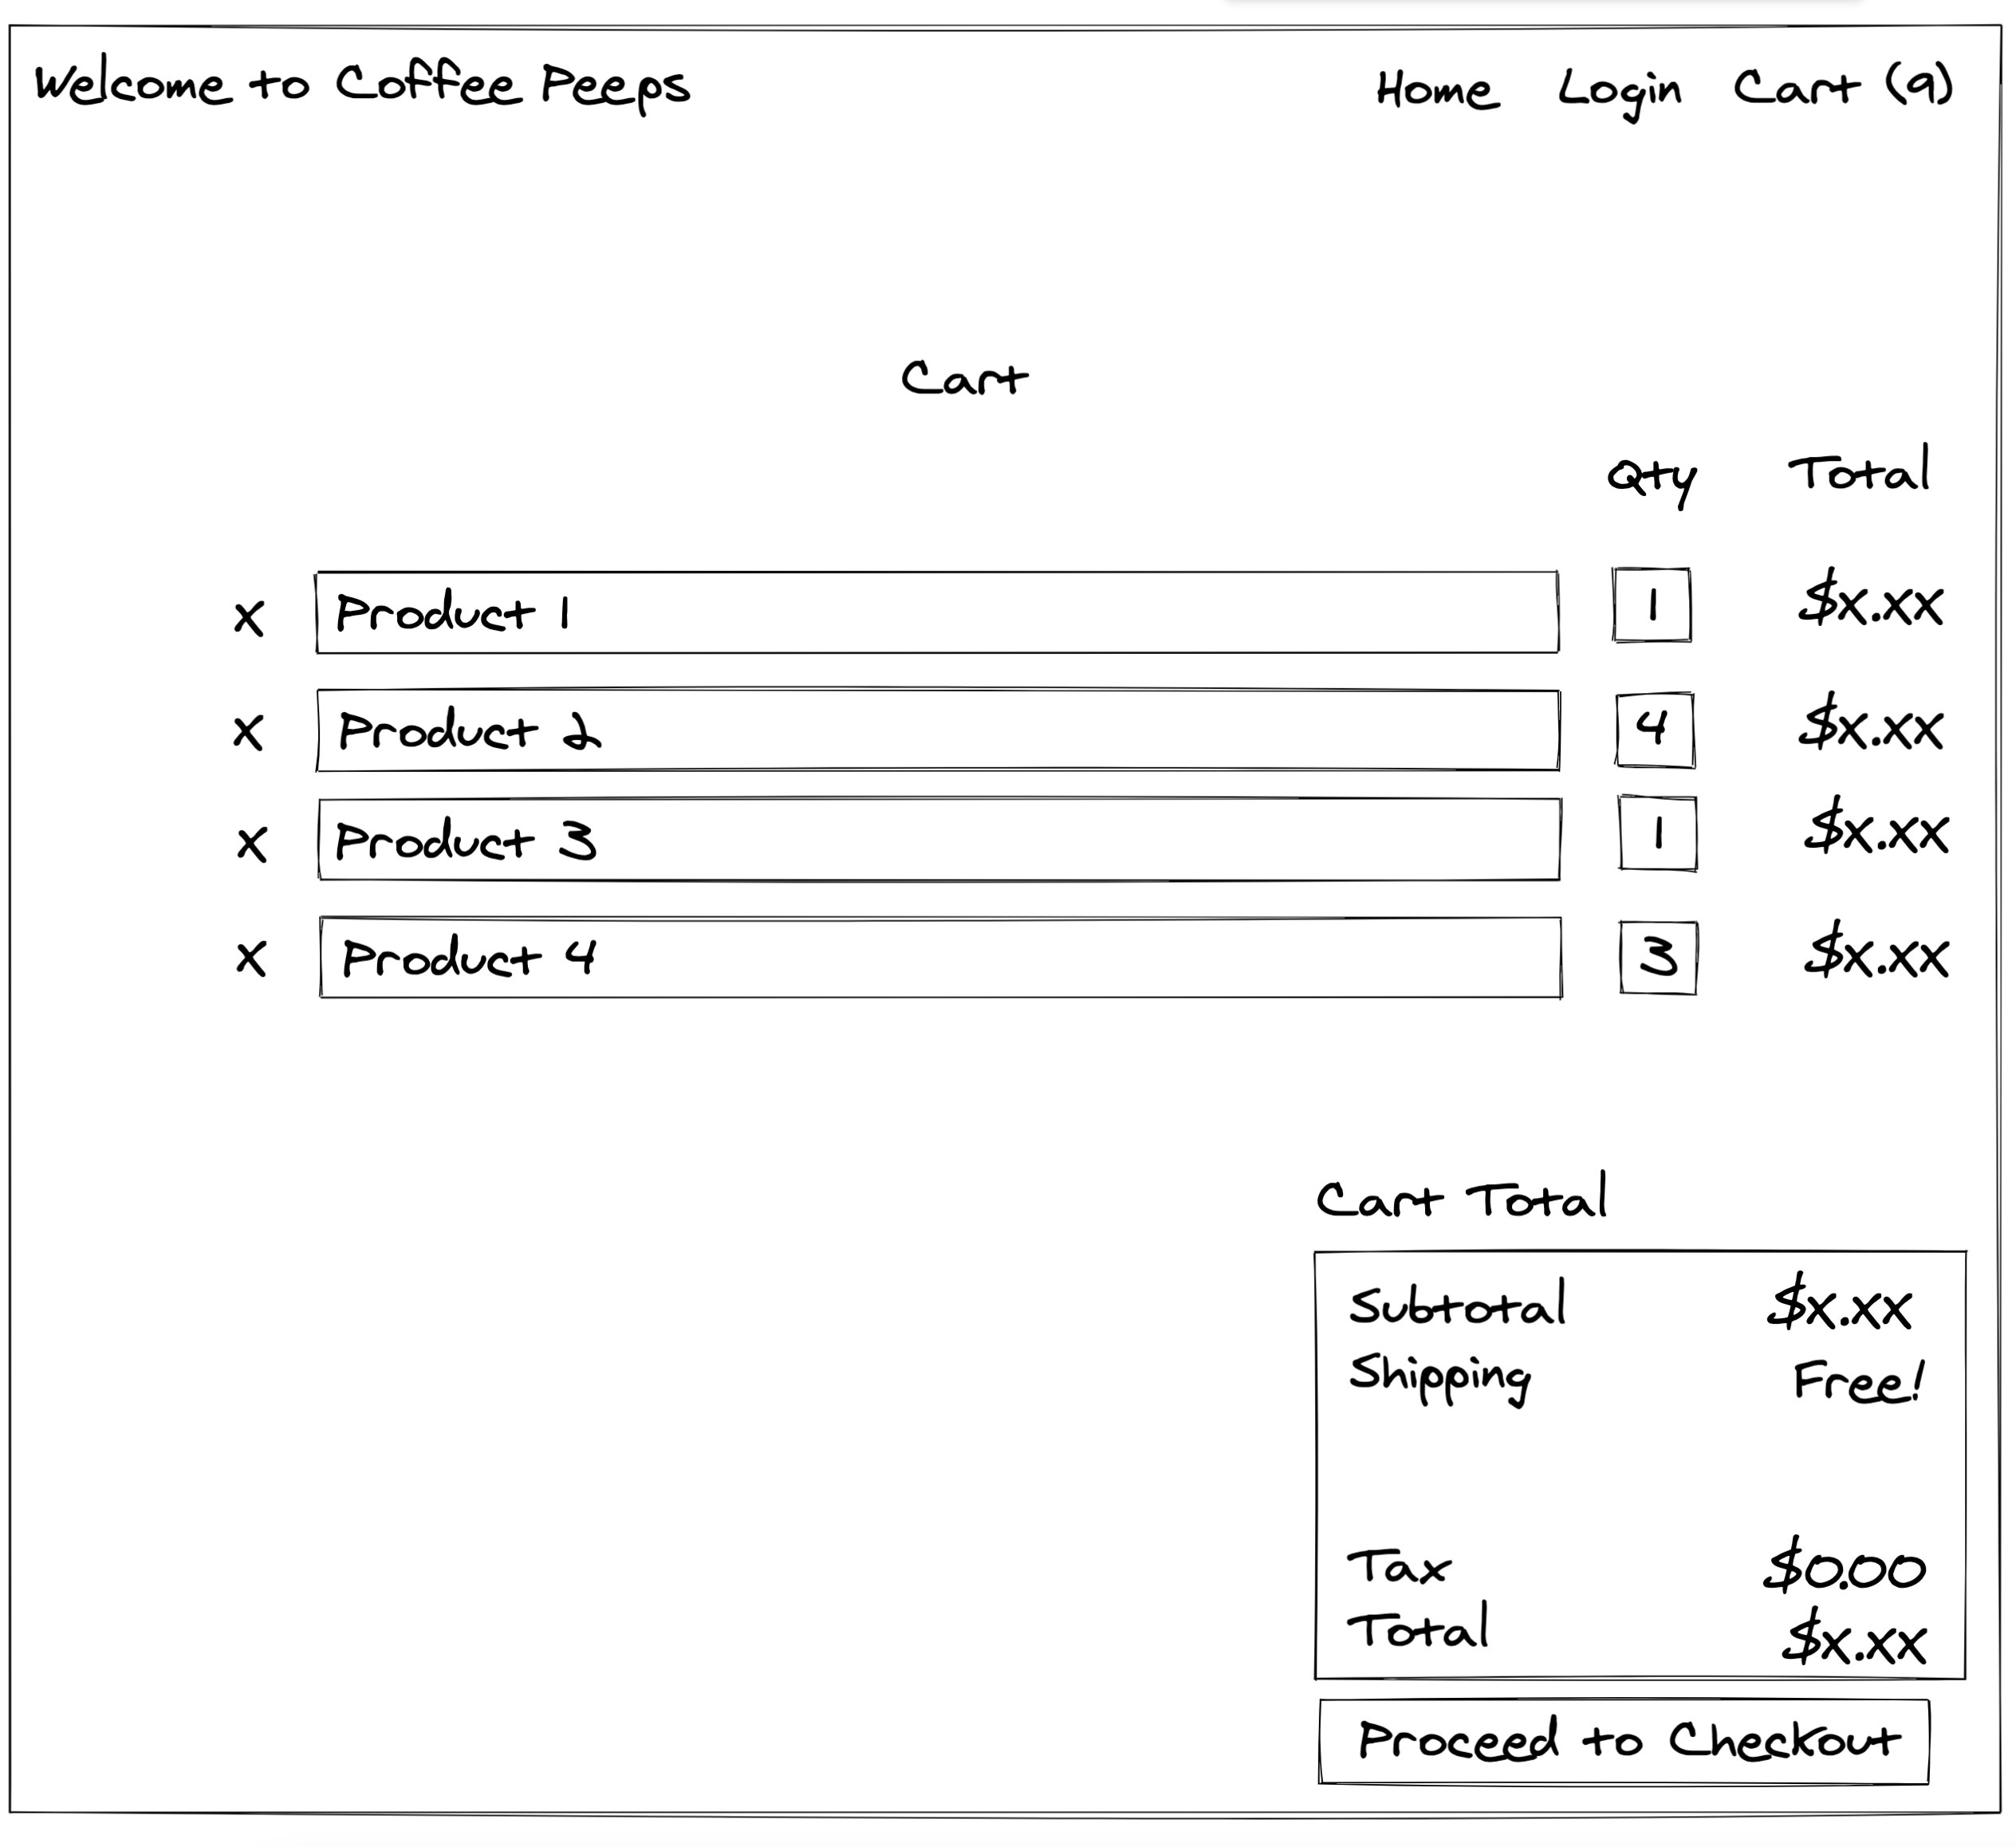 Welcome to Coffee Peeps Home Login Cart (9)
Cart
Qty Total
x Product 1 1 $x.xx
x Product 2 4 $x.xx
x Product 3 1 $x.xx
x Product 4 3 $x.xx
Cart Total
Subtotal $x.xx
Shipping Free!
Tax $0.00
Total $x.xx
Proceed to Checkout